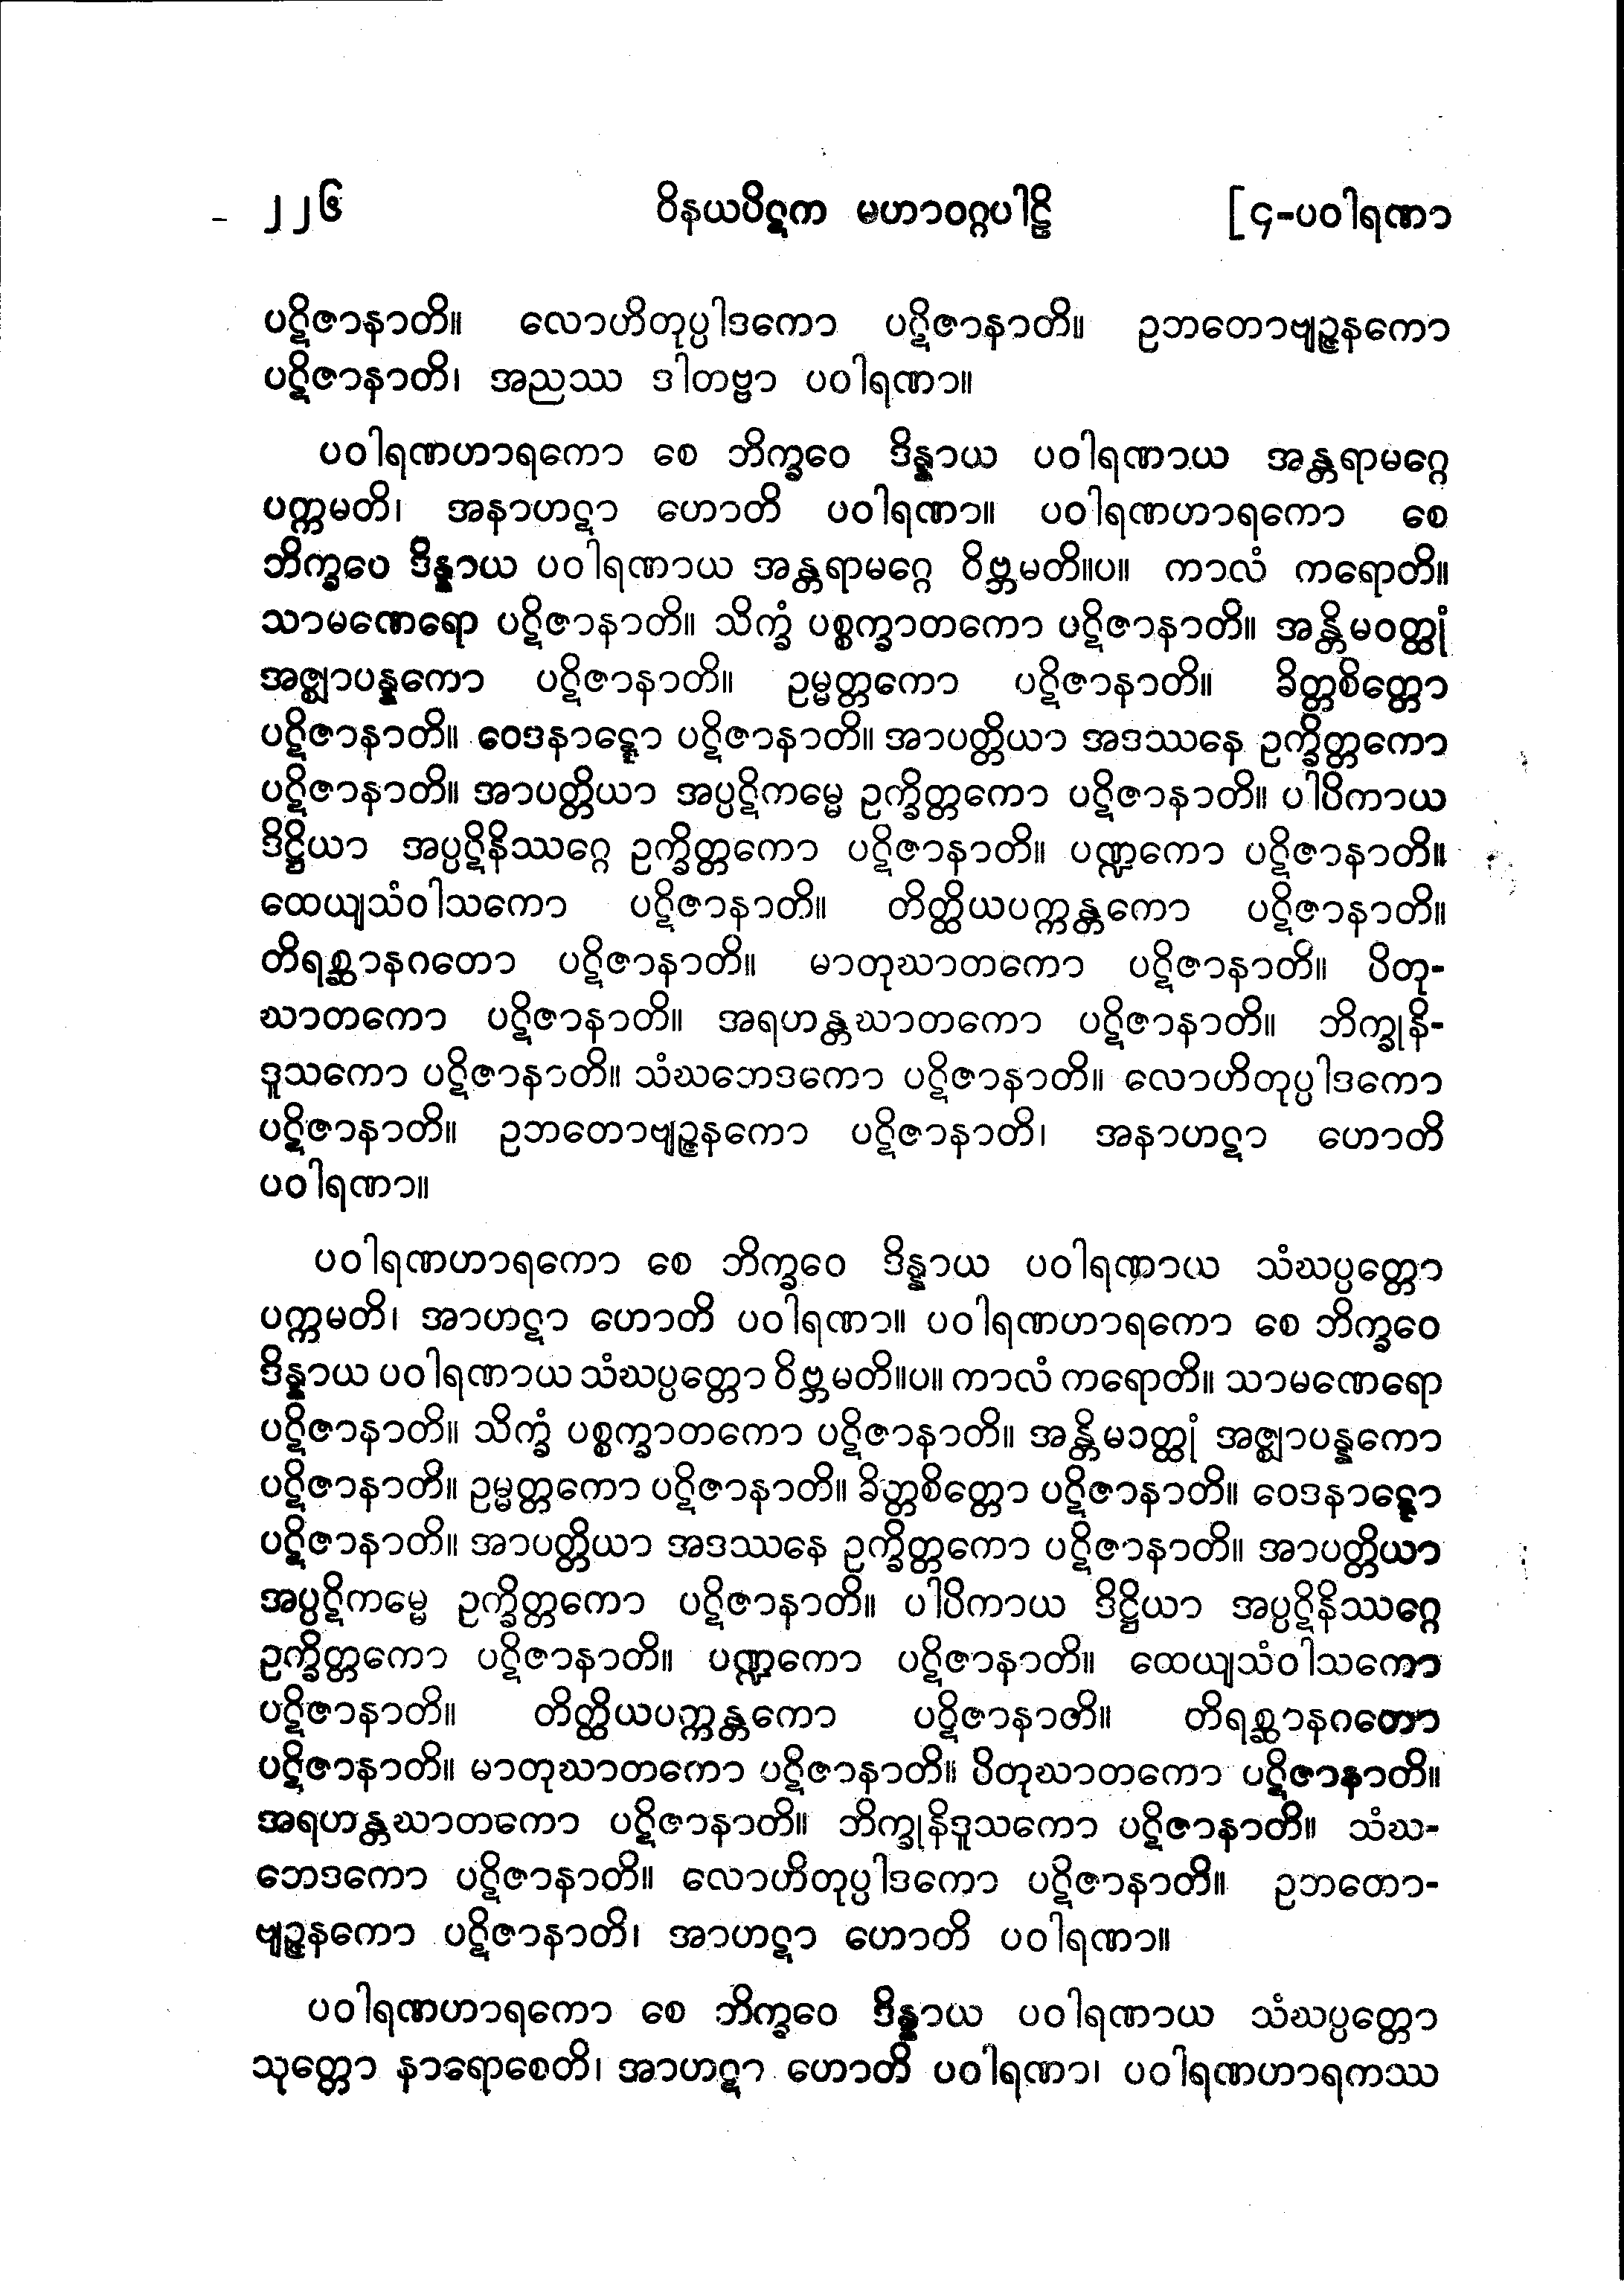 ၂၂၆ ဝိနယပိဋက မဟာဝဂ္ဂပါဠိ [၄-ပဝါရဏာ
ပဋိဇာနာတိ။ လောဟိတုပ္ပါဒကော ပဋိဇာနာတိ။ ဥဘတောဗျဉ္ဇနကော
ပဋိဇာနာတိ၊ အညဿ ဒါတဗ္ဗာ ပဝါရဏာ။
ပဝါရဏဟာရကော စေ ဘိက္ခဝေ ဒိန္နာယ ပဝါရဏာယ အန္တရာမဂ္ဂေ
ပက္ကမတိ၊ အနာဟဋာ ဟောတိ ပဝါရဏာ။ ပဝါရဏဟာရကော စေ
ဘိက္ခဝေ ဒိန္နာယ ပဝါရဏာယ အန္တရာမဂ္ဂေ ဝိဗ္ဘမတိ။ပ။ ကာလံ ကရောတိ။
သာမဏေရော ပဋိဇာနာတိ။ သိက္ခံ ပစ္စက္ခာတကော ပဋိဇာနာတိ။ အန္တိမဝတ္ထုံ
အဇ္ဈာပန္နကော ပဋိဇာနာတိ။ ဥမ္မတ္တကော ပဋိဇာနာတိ။ ခိတ္တစိတ္တော
ပဋိဇာနာတိ။ ဝေဒနာဋ္ဋော ပဋိဇာနာတိ။ အာပတ္တိယာ အဒဿနေ ဥက္ခိတ္တကော
ပဋိဇာနာတိ။ အာပတ္တိယာ အပ္ပဋိကမ္မေ ဥက္ခိတ္တကော ပဋိဇာနာတိ။ ပါပိကာယ
ဒိဋ္ဌိယာ အပ္ပဋိနိဿဂ္ဂေ ဥက္ခိတ္တကော ပဋိဇာနာတိ။ ပဏ္ဍကော ပဋိဇာနာတိ။
ထေယျသံဝါသကော ပဋိဇာနာတိ။ တိတ္ထိယပက္ကန္တကော ပဋိဇာနာတိ။
တိရစ္ဆာနဂတော ပဋိဇာနာတိ။ မာတုဃာတကော ပဋိဇာနာတိ။ ပိတု-
ဃာတကော ပဋိဇာနာတိ။ အရဟန္တဃာတကော ပဋိဇာနာတိ။ ဘိက္ခုနိ-
ဒူသကော ပဋိဇာနာတိ။ သံဃဘေဒကော ပဋိဇာနာတိ။ လောဟိတုပ္ပါဒကော
ပဋိဇာနာတိ။ ဥဘတောဗျဉ္ဇနကော ပဋိဇာနာတိ၊ အနာဟဋာ ဟောတိ
ပဝါရဏာ။
ပဝါရဏဟာရကော စေ ဘိက္ခဝေ ဒိန္နာယ ပဝါရဏာယ သံဃပ္ပတ္တော
ပက္ကမတိ၊ အာဟဋာ ဟောတိ ပဝါရဏာ။ ပဝါရဏဟာရကော စေ ဘိက္ခဝေ
ဒိန္နာယ ပဝါရဏာယ သံဃပ္ပတ္တော ဝိဗ္ဘမတိ။ပ။ ကာလံ ကရောတိ။ သာမဏေရော
ပဋိဇာနာတိ။ သိက္ခံ ပစ္စက္ခာတကော ပဋိဇာနာတိ။ အန္တိမဝတ္ထုံ အဇ္ဈာပန္နကော
ပဋိဇာနာတိ။ ဥမ္မတ္တကော ပဋိဇာနာတိ။ ခိတ္တစိတ္တော ပဋိဇာနာတိ။ ဝေဒနာဋ္ဋော
ပဋိဇာနာတိ။ အာပတ္တိယာ အဒဿနေ ဥက္ခိတ္တကော ပဋိဇာနာတိ။ အာပတ္တိယာ
အပ္ပဋိကမ္မေ ဥက္ခိတ္တကော ပဋိဇာနာတိ။ ပါပိကာယ ဒိဋ္ဌိယာ အပ္ပဋိနိဿဂ္ဂေ
ဥက္ခိတ္တကော ပဋိဇာနာတိ။ ပဏ္ဍကော ပဋိဇာနာတိ။ ထေယျသံဝါသကော
ပဋိဇာနာတိ။ တိတ္ထိယပက္ကန္တကော ပဋိဇာနာတိ။ တိရစ္ဆာနဂတော
ပဋိဇာနာတိ။ မာတုဃာတကော ပဋိဇာနာတိ။ ပိတုဃာတကော ပဋိဇာနာတိ။
အရဟန္တဃာတကော ပဋိဇာနာတိ။ ဘိက္ခုနိဒူသကော ပဋိဇာနာတိ။ သံဃ-
ဘေဒကော ပဋိဇာနာတိ။ လောဟိတုပ္ပါဒကော ပဋိဇာနာတိ။ ဥဘတော-
ဗျဉ္ဇနကော ပဋိဇာနာတိ၊ အာဟဋာ ဟောတိ ပဝါရဏာ။
ပဝါရဏဟာရကော စေ ဘိက္ခဝေ ဒိန္နာယ ပဝါရဏာယ သံဃပ္ပတ္တော
သုတ္တော နာရောစေတိ၊ အာဟဋာ ဟောတိ ပဝါရဏာ၊ ပဝါရဏဟာရကဿ